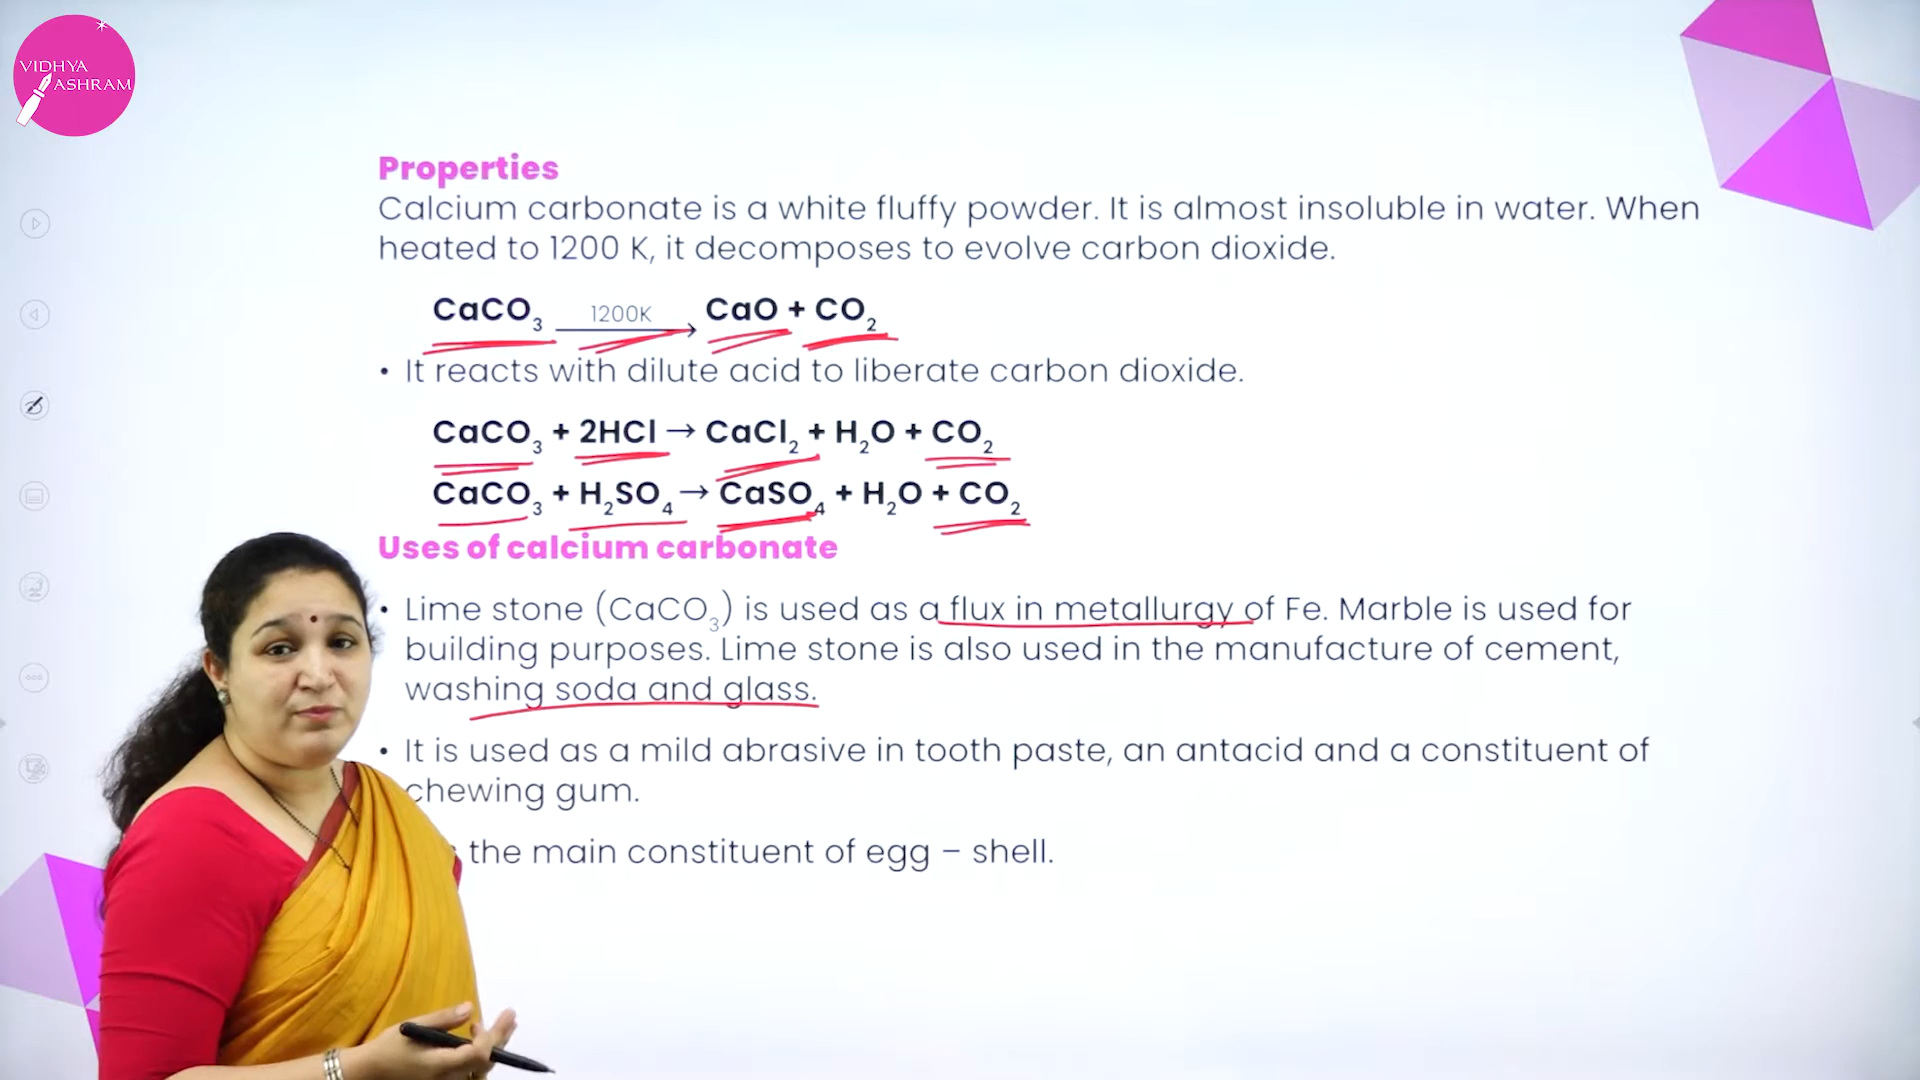 VIDHYA
ASHRAM
Properties
Calcium carbonate is a white fluffy powder. It is almost insoluble in water. When
heated to 1200 K, it decomposes to evolve carbon dioxide.
CaCO₃ 1200K→ CaO + CO₂
• It reacts with dilute acid to liberate carbon dioxide.
CaCO₃ + 2HCl → CaCl₂ + H₂O + CO₂
CaCO₃ + H₂SO₄ → CaSO₄ + H₂O + CO₂
Uses of calcium carbonate
• Lime stone (CaCO₃) is used as a flux in metallurgy of Fe. Marble is used for
building purposes. Lime stone is also used in the manufacture of cement,
washing soda and glass.
• It is used as a mild abrasive in tooth paste, an antacid and a constituent of
chewing gum.
the main constituent of egg – shell.